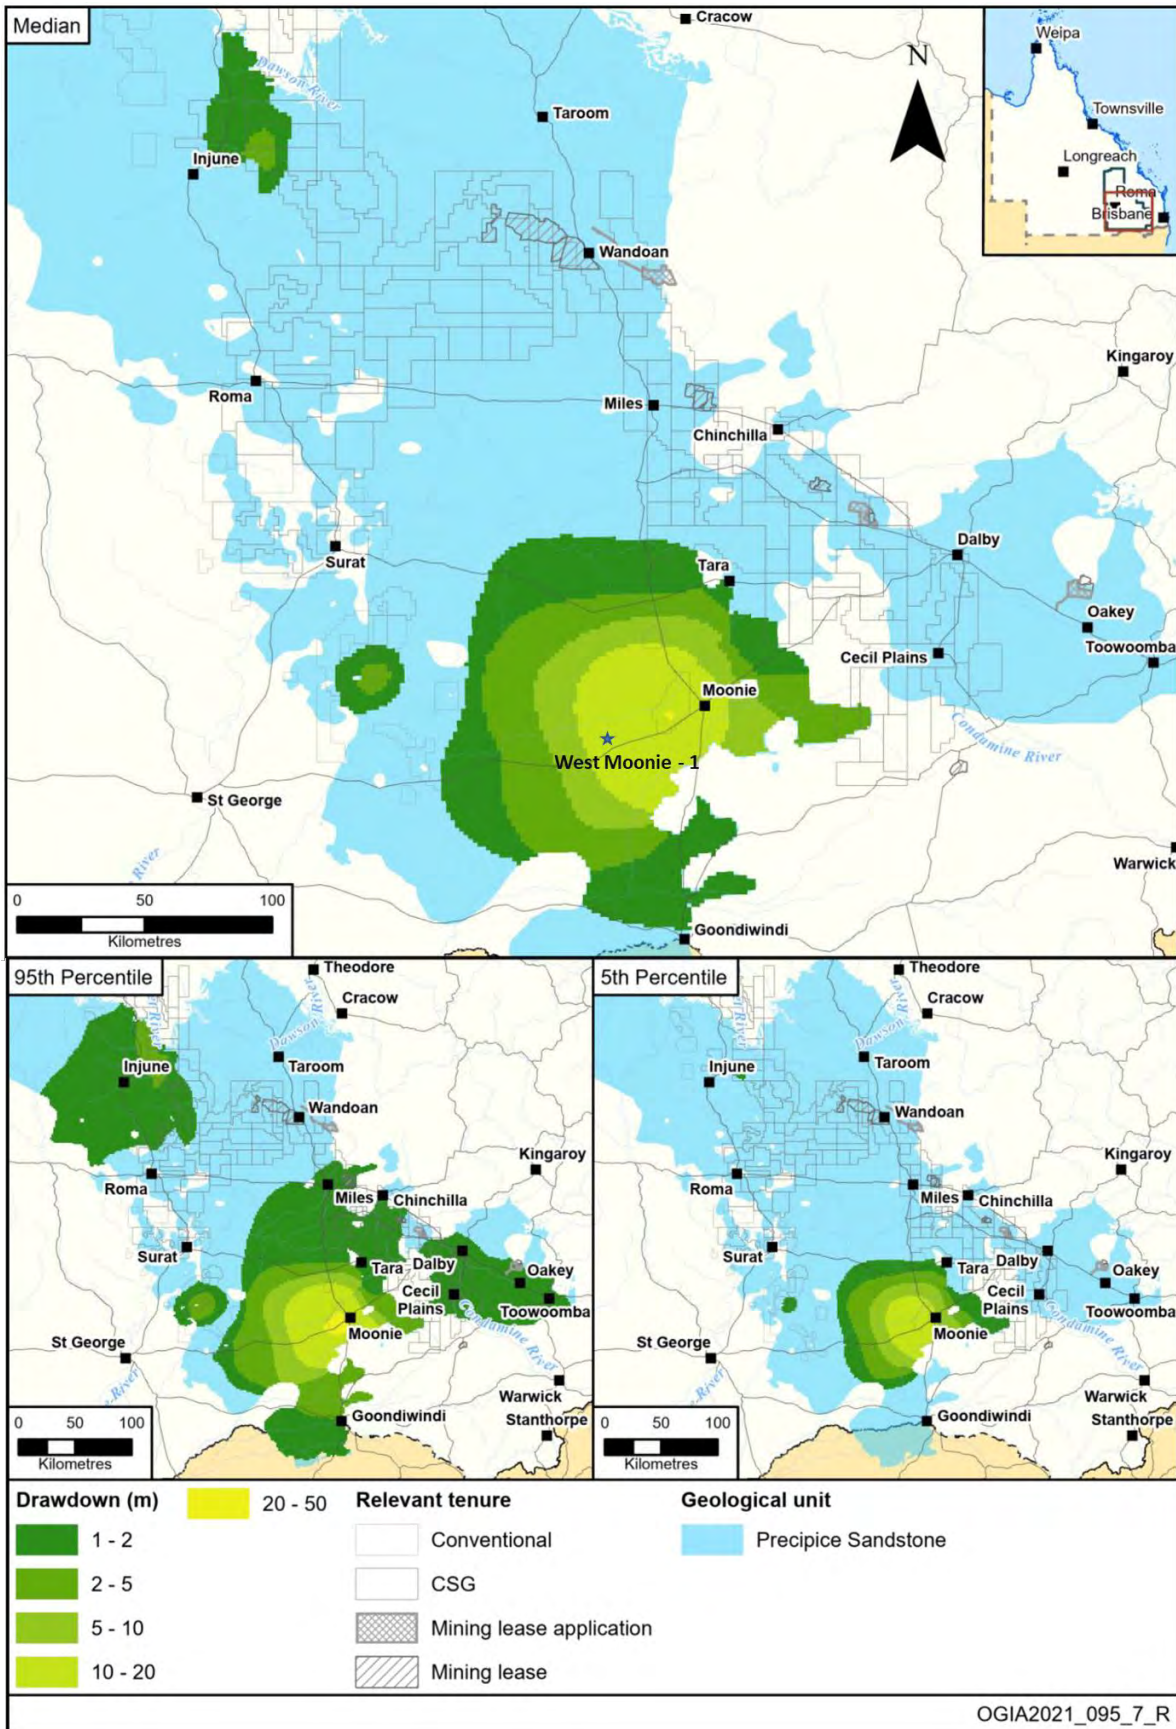 Median
Cracow
N
Weipa
Townsville
Longreach
Roma
Brisbane
Dawson River
Taroom
Injune
Wandoan
Kingaroy
Roma
Miles
Chinchilla
Surat
Dalby
Tara
Oakey
Toowoomba
Cecil Plains
Moonie
Condamine River
West Moonie - 1
St George
River
Warwick
0 50 100
Kilometres
Goondiwindi
95th Percentile
Theodore
River
Cracow
Dawson River
Injune
Taroom
Wandoan
Kingaroy
Roma
Miles
Chinchilla
Surat
Tara
Dalby
Oakey
Cecil
Plains
Toowoomba
Moonie
Condamine River
St George
River
Warwick
0 50 100
Kilometres
Goondiwindi
Stanthorpe
5th Percentile
Theodore
River
Cracow
Dawson River
Injune
Taroom
Wandoan
Kingaroy
Roma
Miles
Chinchilla
Surat
Tara
Dalby
Oakey
Cecil
Plains
Toowoomba
Moonie
Condamine River
St George
River
Warwick
0 50 100
Kilometres
Goondiwindi
Stanthorpe
Drawdown (m)
1 - 2
2 - 5
5 - 10
10 - 20
20 - 50
Relevant tenure
Conventional
CSG
Mining lease application
Mining lease
Geological unit
Precipice Sandstone
OGIA2021_095_7_R